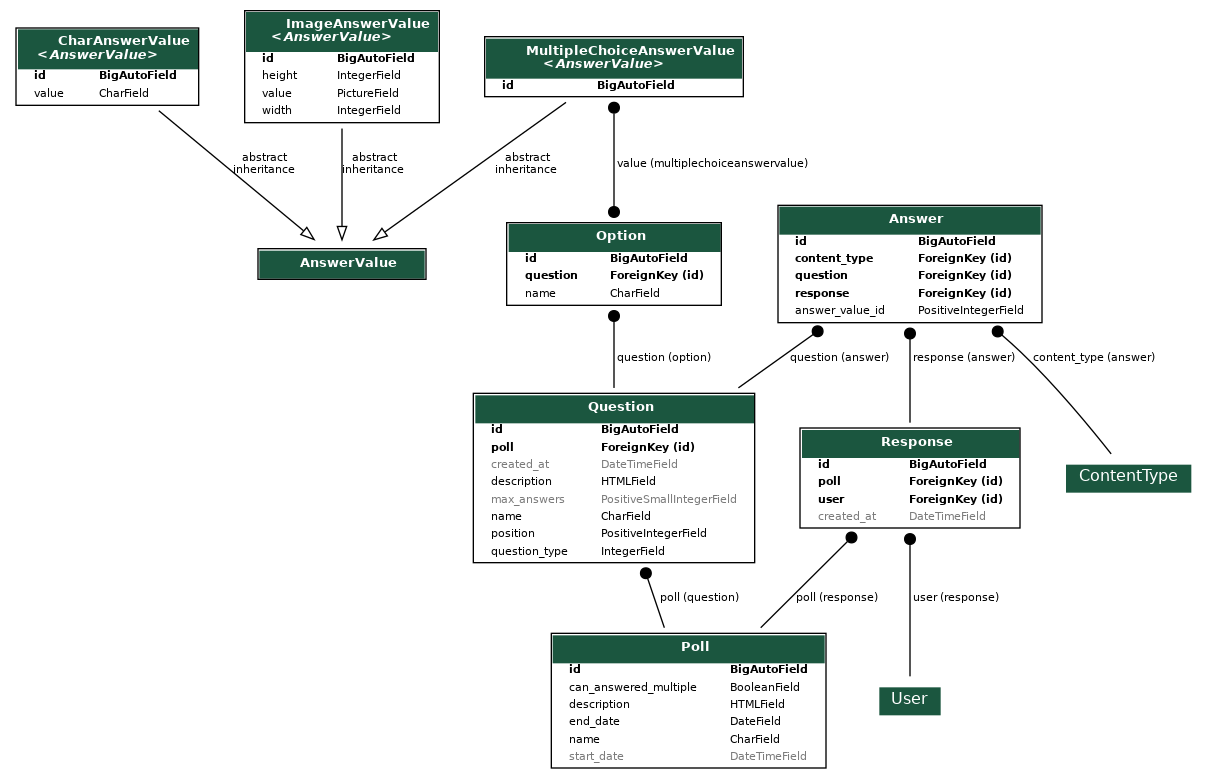 CharAnswerValue
<AnswerValue>
id BigAutoField
value CharField
ImageAnswerValue
<AnswerValue>
id BigAutoField
height IntegerField
value PictureField
width IntegerField
MultipleChoiceAnswerValue
<AnswerValue>
id BigAutoField
abstract
inheritance
abstract
inheritance
abstract
inheritance
value (multiplechoiceanswervalue)
AnswerValue
Option
id BigAutoField
question ForeignKey (id)
name CharField
Answer
id BigAutoField
content_type ForeignKey (id)
question ForeignKey (id)
response ForeignKey (id)
answer_value_id PositiveIntegerField
question (option)
question (answer)
response (answer)
content_type (answer)
Question
id BigAutoField
poll ForeignKey (id)
created_at DateTimeField
description HTMLField
max_answers PositiveSmallIntegerField
name CharField
position PositiveIntegerField
question_type IntegerField
Response
id BigAutoField
poll ForeignKey (id)
user ForeignKey (id)
created_at DateTimeField
ContentType
poll (question)
poll (response)
user (response)
Poll
id BigAutoField
can_answered_multiple BooleanField
description HTMLField
end_date DateField
name CharField
start_date DateTimeField
User